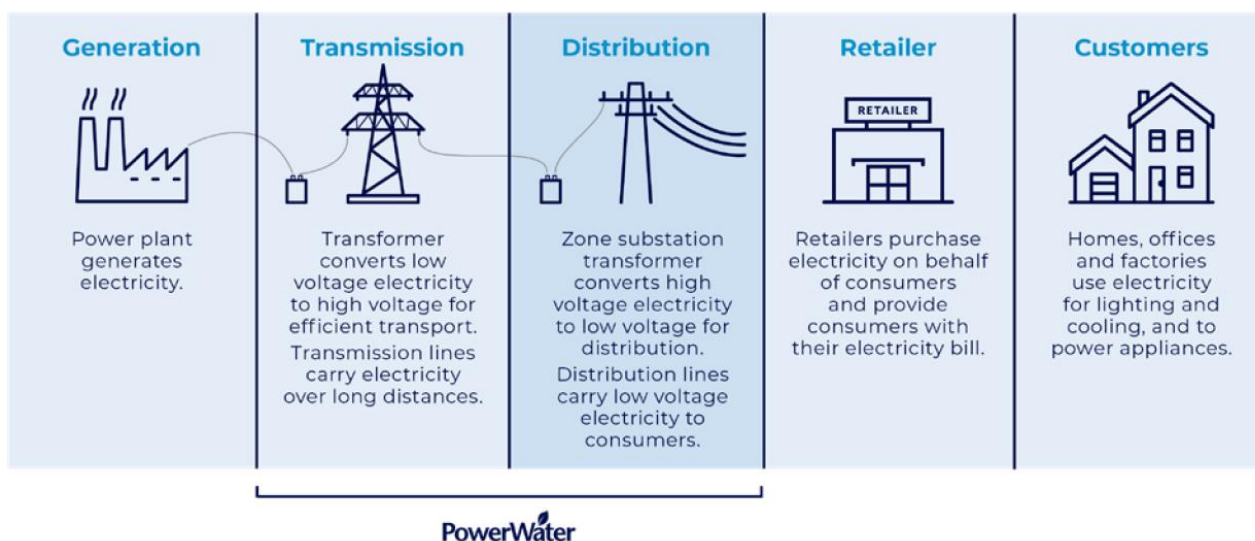 Generation
Power plant
generates
electricity.
Transmission
Transformer
converts low
voltage electricity
to high voltage for
efficient transport.
Transmission lines
carry electricity
over long distances.
Distribution
Zone substation
transformer
converts high
voltage electricity
to low voltage for
distribution.
Distribution lines
carry low voltage
electricity to
consumers.
Retailer
RETAILER
Retailers purchase
electricity on behalf
of consumers
and provide
consumers with
their electricity bill.
Customers
Homes, offices
and factories
use electricity
for lighting and
cooling, and to
power appliances.
PowerWater